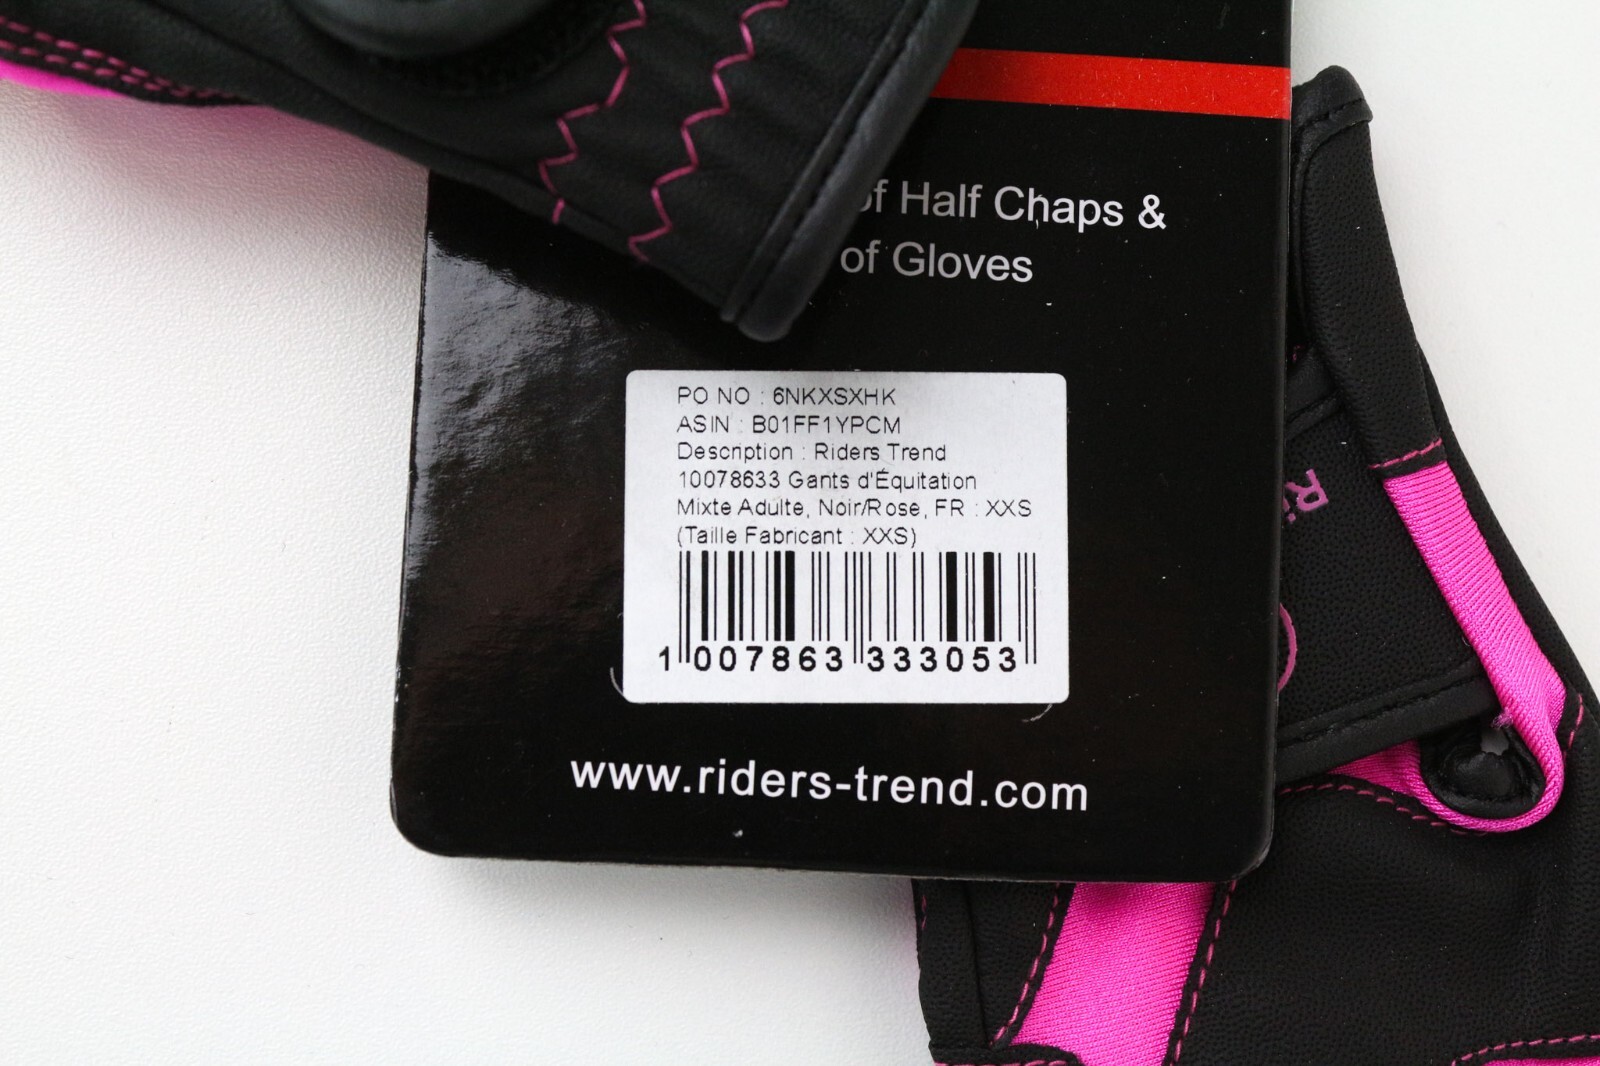 of Half Chaps &
of Gloves
PO NO : 6NKXSXHK
ASIN : B01FF1YPCM
Description : Riders Trend
10078633 Gants d'Équitation
Mixte Adulte, Noir/Rose, FR : XXS
(Taille Fabricant : XXS)
1 007863 333053
www.riders-trend.com
Ri